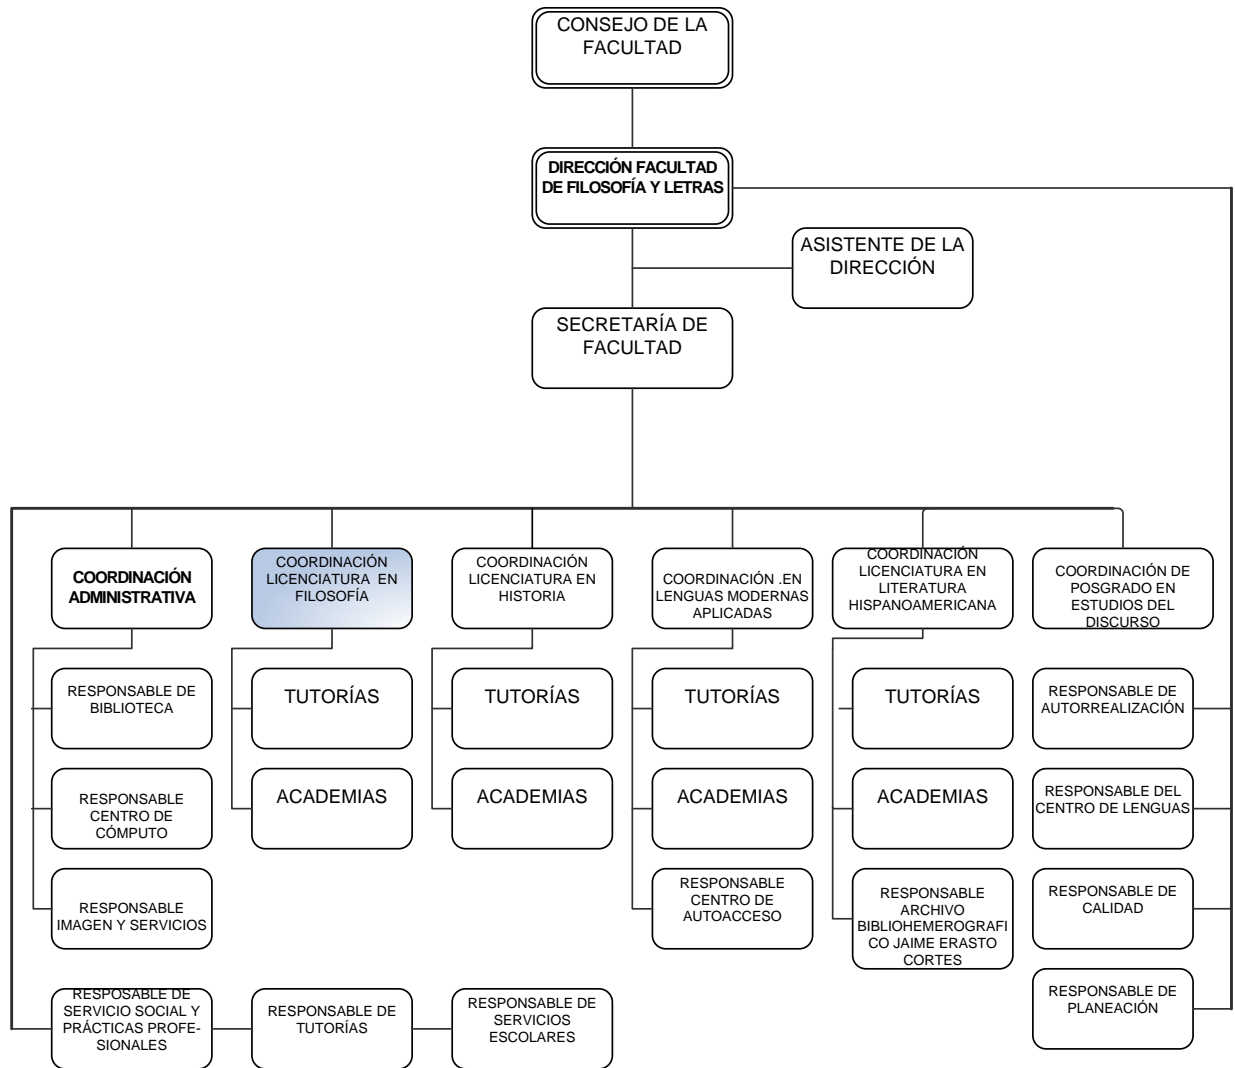 CONSEJO DE LA
FACULTAD
DIRECCIÓN FACULTAD
DE FILOSOFÍA Y LETRAS
ASISTENTE DE LA
DIRECCIÓN
SECRETARÍA DE
FACULTAD
COORDINACIÓN
ADMINISTRATIVA
COORDINACIÓN
LICENCIATURA EN
FILOSOFÍA
COORDINACIÓN
LICENCIATURA EN
HISTORIA
COORDINACIÓN .EN
LENGUAS MODERNAS
APLICADAS
COORDINACIÓN
LICENCIATURA EN
LITERATURA
HISPANOAMERICANA
COORDINACIÓN DE
POSGRADO EN
ESTUDIOS DEL
DISCURSO
RESPONSABLE DE
BIBLIOTECA
TUTORÍAS
TUTORÍAS
TUTORÍAS
TUTORÍAS
RESPONSABLE DE
AUTORREALIZACIÓN
RESPONSABLE
CENTRO DE
CÓMPUTO
ACADEMIAS
ACADEMIAS
ACADEMIAS
ACADEMIAS
RESPONSABLE DEL
CENTRO DE LENGUAS
RESPONSABLE
IMAGEN Y SERVICIOS
RESPONSABLE
CENTRO DE
AUTOACCESO
RESPONSABLE
ARCHIVO
BIBLIOHEMEROGRAFI
CO JAIME ERASTO
CORTES
RESPONSABLE DE
CALIDAD
RESPOSABLE DE
SERVICIO SOCIAL Y
PRÁCTICAS PROFE-
SIONALES
RESPONSABLE DE
TUTORÍAS
RESPONSABLE DE
SERVICIOS
ESCOLARES
RESPONSABLE DE
PLANEACIÓN